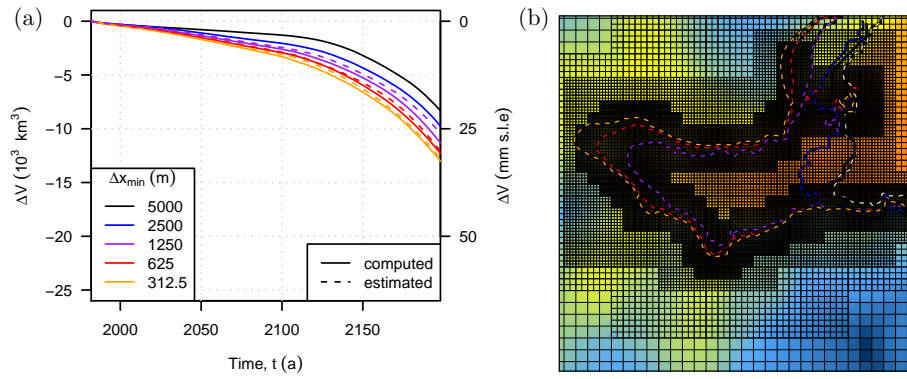 (a)
(b)
0
−5
−10
−15
−20
−25
ΔV (10³ km³)
0
25
50
ΔV (mm s.l.e)
Δxmin (m)
5000
2500
1250
625
312.5
computed
estimated
2000
2050
2100
2150
Time, t (a)